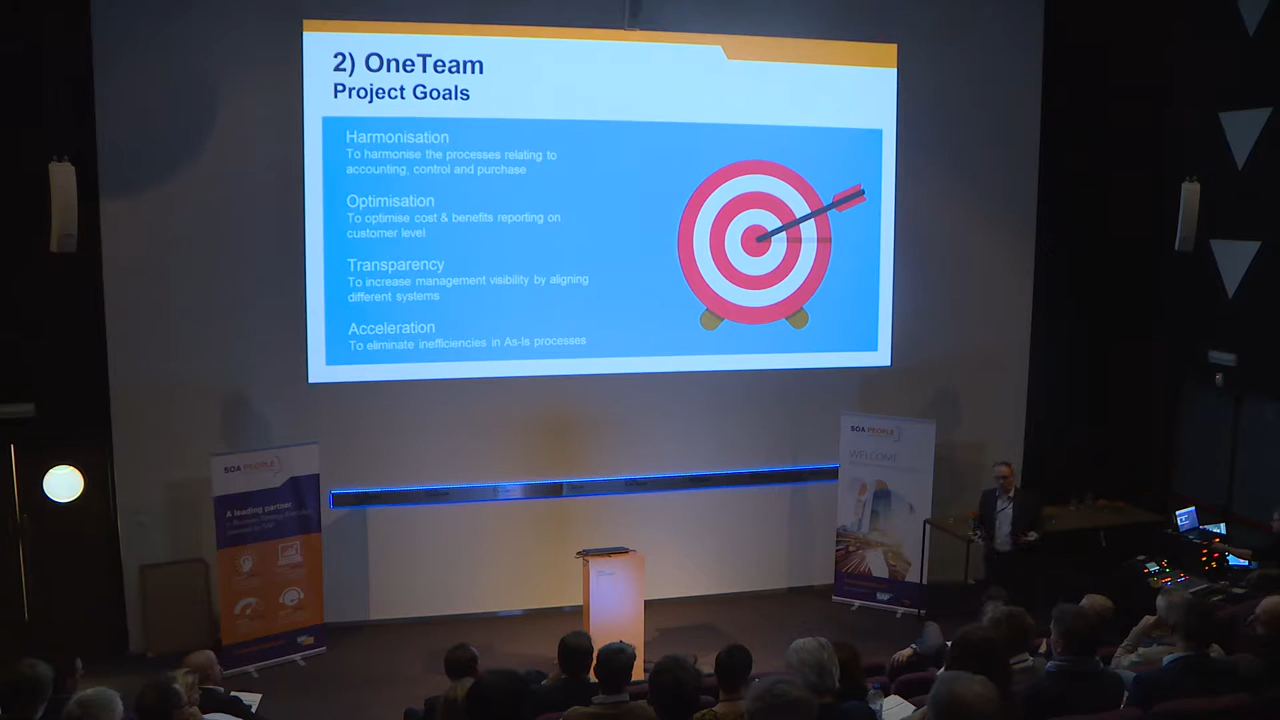 2) OneTeam
Project Goals
Harmonisation
To harmonise the processes relating to
accounting, control and purchase
Optimisation
To optimise cost & benefits reporting on
customer level
Transparency
To increase management visibility by aligning
different systems
Acceleration
To eliminate inefficiencies in As-Is processes
SOA PEOPLE
A leading partner
SOA PEOPLE
WELCOME